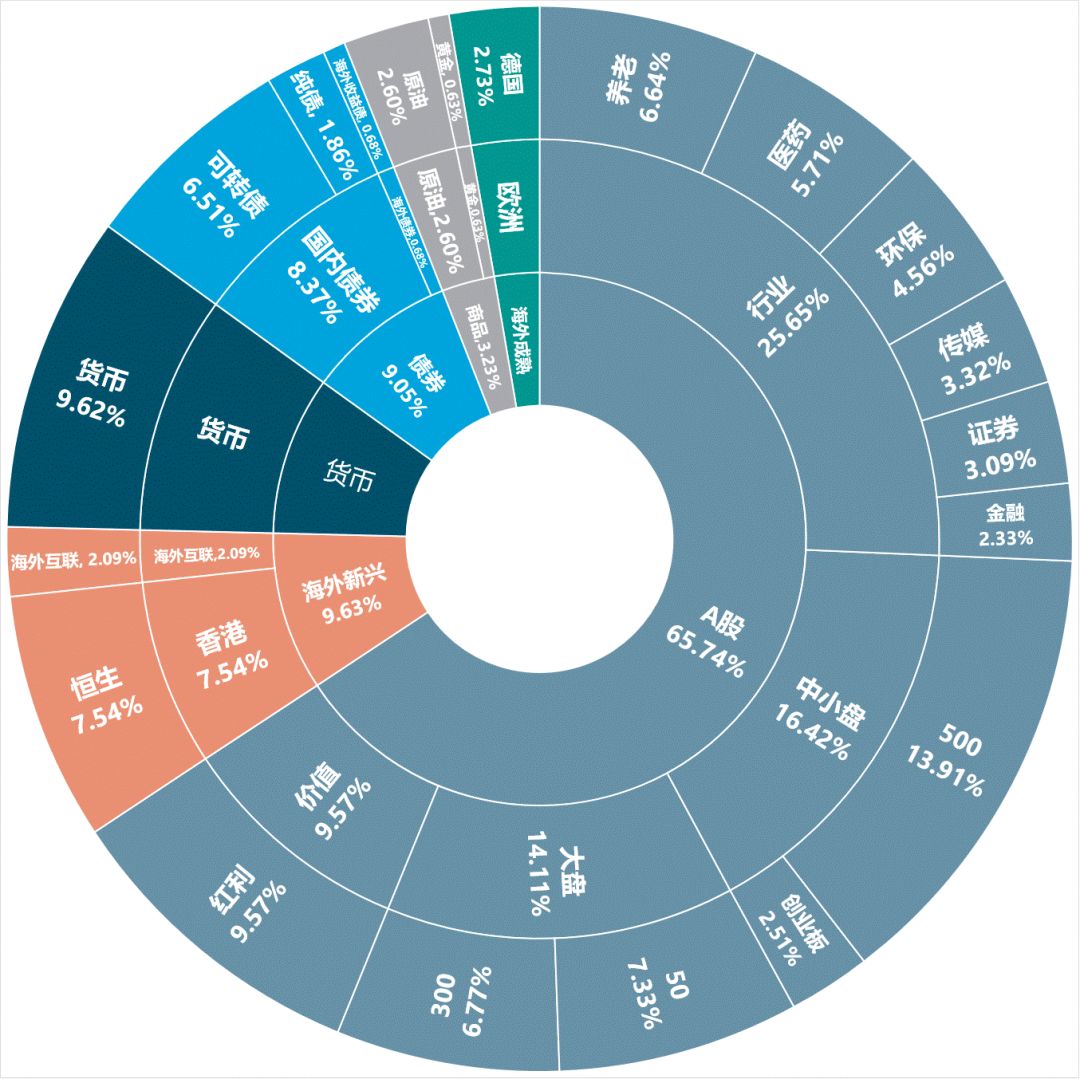 A股
65.74%
行业
25.65%
养老
6.64%
医药
5.71%
环保
4.56%
传媒
3.32%
证券
3.09%
金融
2.33%
中小盘
16.42%
500
13.91%
创业板
2.51%
大盘
14.11%
50
7.33%
300
6.77%
价值
9.57%
红利
9.57%
海外新兴
9.63%
香港
7.54%
恒生
7.54%
海外互联,2.09%
海外互联, 2.09%
货币
货币
货币
9.62%
债券
9.05%
国内债券
8.37%
可转债
6.51%
纯债, 1.86%
海外债券,0.68%
海外收益债, 0.68%
商品,3.23%
原油,2.60%
原油
2.60%
黄金,0.63%
黄金, 0.63%
海外成熟
欧洲
德国
2.73%